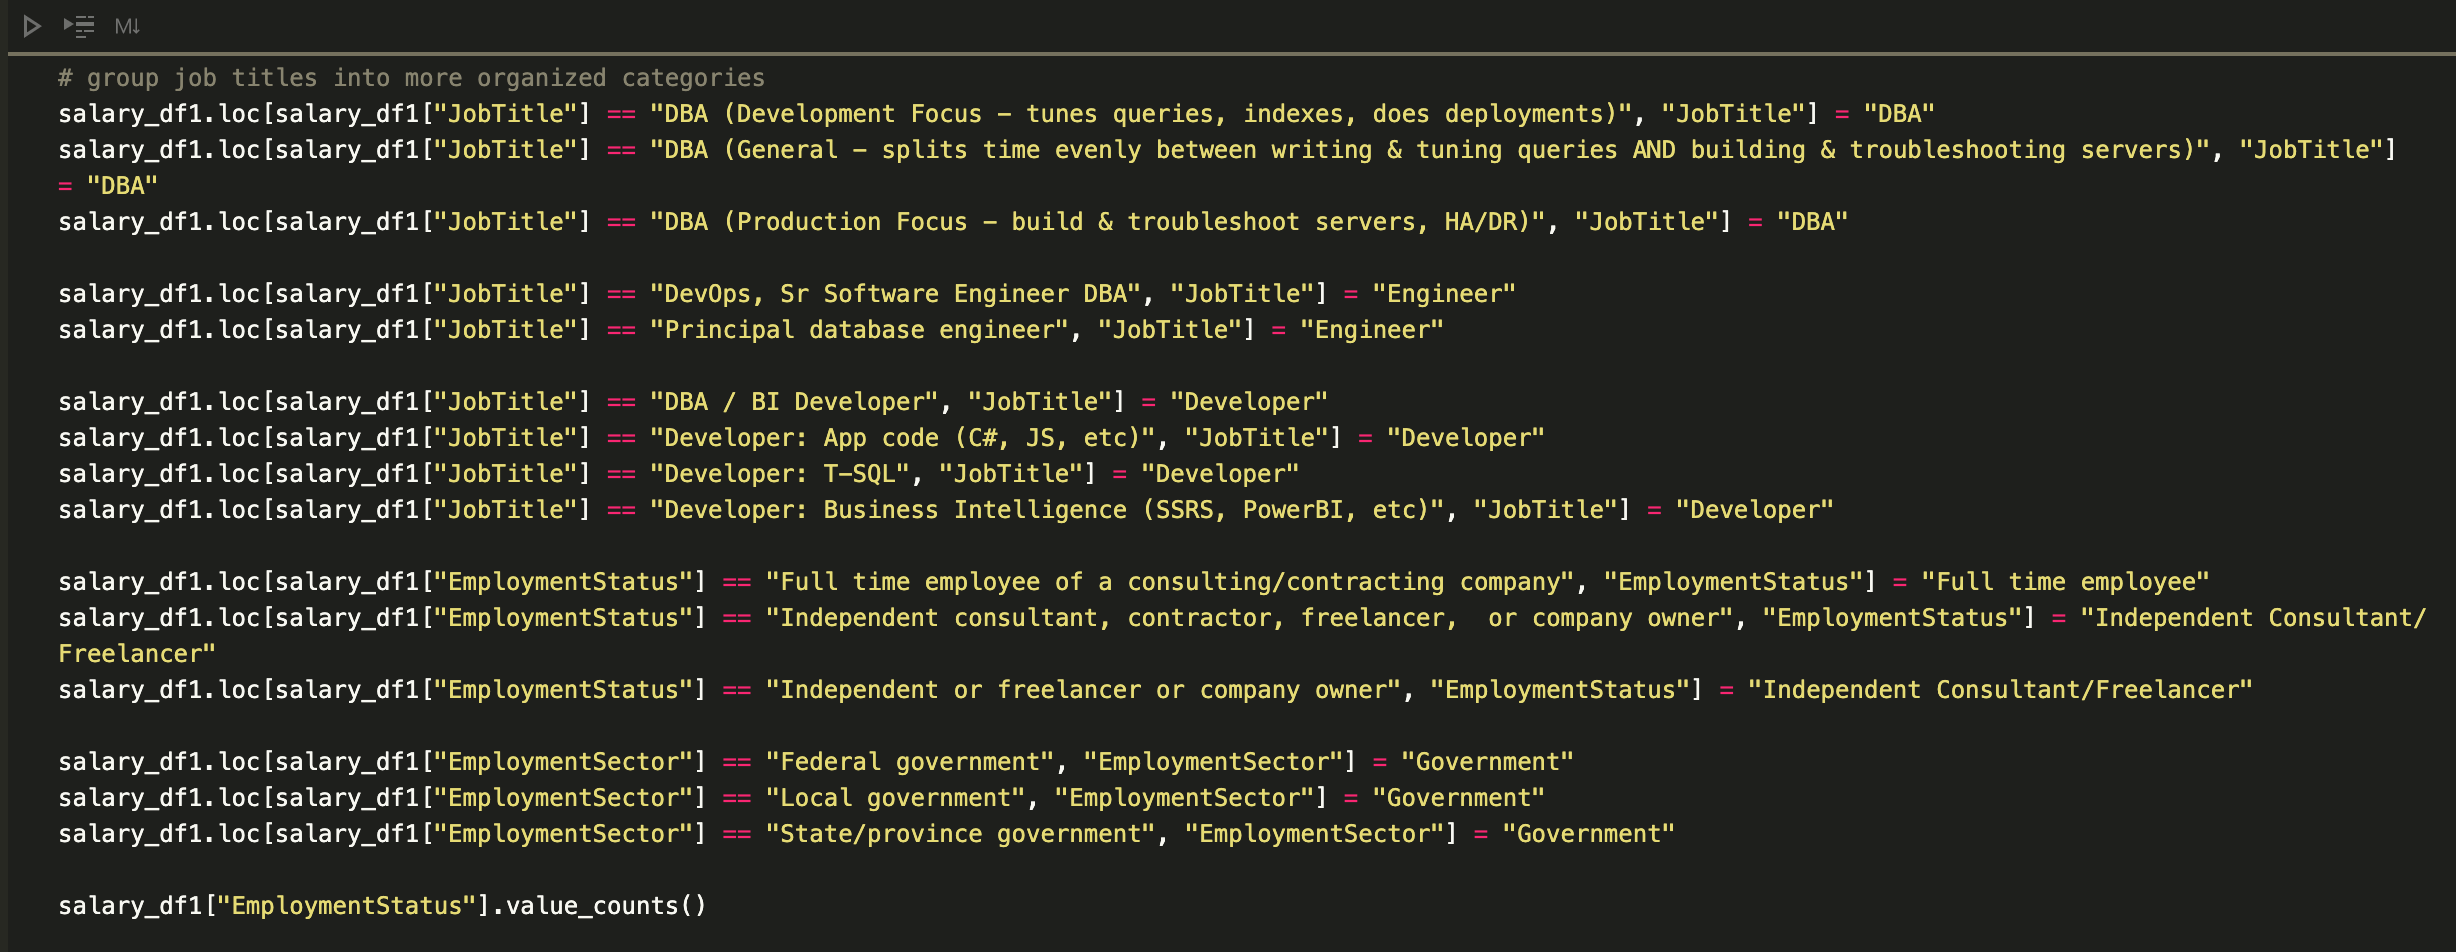 M↓
# group job titles into more organized categories
salary_df1.loc[salary_df1["JobTitle"] == "DBA (Development Focus - tunes queries, indexes, does deployments)", "JobTitle"] = "DBA"
salary_df1.loc[salary_df1["JobTitle"] == "DBA (General - splits time evenly between writing & tuning queries AND building & troubleshooting servers)", "JobTitle"]
= "DBA"
salary_df1.loc[salary_df1["JobTitle"] == "DBA (Production Focus - build & troubleshoot servers, HA/DR)", "JobTitle"] = "DBA"
salary_df1.loc[salary_df1["JobTitle"] == "DevOps, Sr Software Engineer DBA", "JobTitle"] = "Engineer"
salary_df1.loc[salary_df1["JobTitle"] == "Principal database engineer", "JobTitle"] = "Engineer"
salary_df1.loc[salary_df1["JobTitle"] == "DBA / BI Developer", "JobTitle"] = "Developer"
salary_df1.loc[salary_df1["JobTitle"] == "Developer: App code (C#, JS, etc)", "JobTitle"] = "Developer"
salary_df1.loc[salary_df1["JobTitle"] == "Developer: T-SQL", "JobTitle"] = "Developer"
salary_df1.loc[salary_df1["JobTitle"] == "Developer: Business Intelligence (SSRS, PowerBI, etc)", "JobTitle"] = "Developer"
salary_df1.loc[salary_df1["EmploymentStatus"] == "Full time employee of a consulting/contracting company", "EmploymentStatus"] = "Full time employee"
salary_df1.loc[salary_df1["EmploymentStatus"] == "Independent consultant, contractor, freelancer,  or company owner", "EmploymentStatus"] = "Independent Consultant/
Freelancer"
salary_df1.loc[salary_df1["EmploymentStatus"] == "Independent or freelancer or company owner", "EmploymentStatus"] = "Independent Consultant/Freelancer"
salary_df1.loc[salary_df1["EmploymentSector"] == "Federal government", "EmploymentSector"] = "Government"
salary_df1.loc[salary_df1["EmploymentSector"] == "Local government", "EmploymentSector"] = "Government"
salary_df1.loc[salary_df1["EmploymentSector"] == "State/province government", "EmploymentSector"] = "Government"
salary_df1["EmploymentStatus"].value_counts()